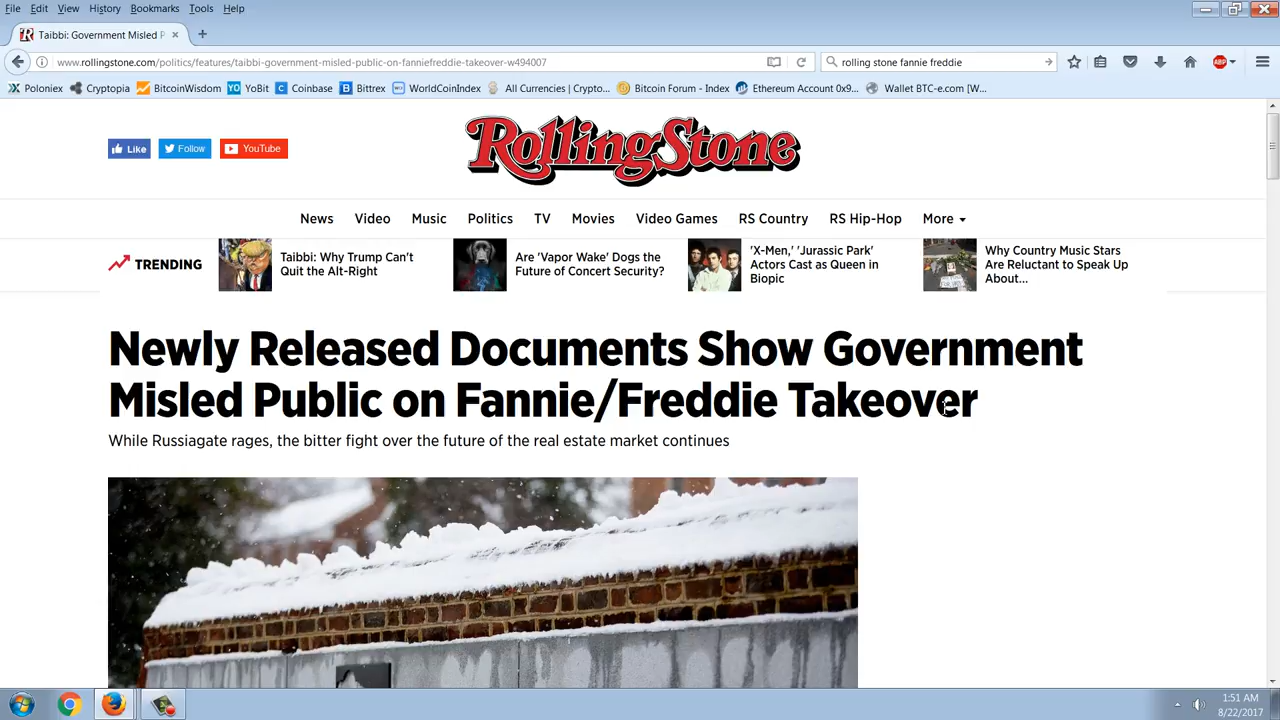 File Edit View History Bookmarks Tools Help
Taibbi: Government Misled P
www.rollingstone.com/politics/features/taibbi-government-misled-public-on-fanniefreddie-takeover-w494007
rolling stone fannie freddie
ABP
Poloniex Cryptopia BitcoinWisdom YoBit Coinbase Bittrex WorldCoinIndex All Currencies | Crypto... Bitcoin Forum - Index Ethereum Account 0x9... Wallet BTC-e.com [W...
Like Follow YouTube
RollingStone
News Video Music Politics TV Movies Video Games RS Country RS Hip-Hop More
TRENDING
Taibbi: Why Trump Can't
Quit the Alt-Right
Are 'Vapor Wake' Dogs the
Future of Concert Security?
'X-Men,' 'Jurassic Park'
Actors Cast as Queen in
Biopic
Why Country Music Stars
Are Reluctant to Speak Up
About...
Newly Released Documents Show Government
Misled Public on Fannie/Freddie Takeover
While Russiagate rages, the bitter fight over the future of the real estate market continues
1:51 AM
8/22/2017